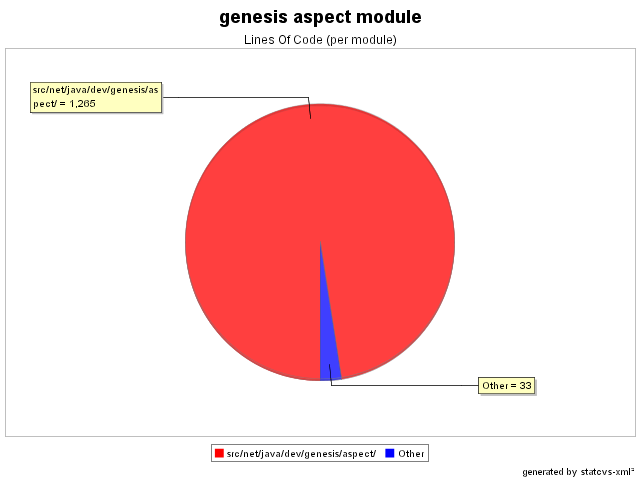 genesis aspect module
Lines Of Code (per module)
src/net/java/dev/genesis/as
pect/ = 1,265
Other = 33
src/net/java/dev/genesis/aspect/ Other
generated by statcvs-xml²